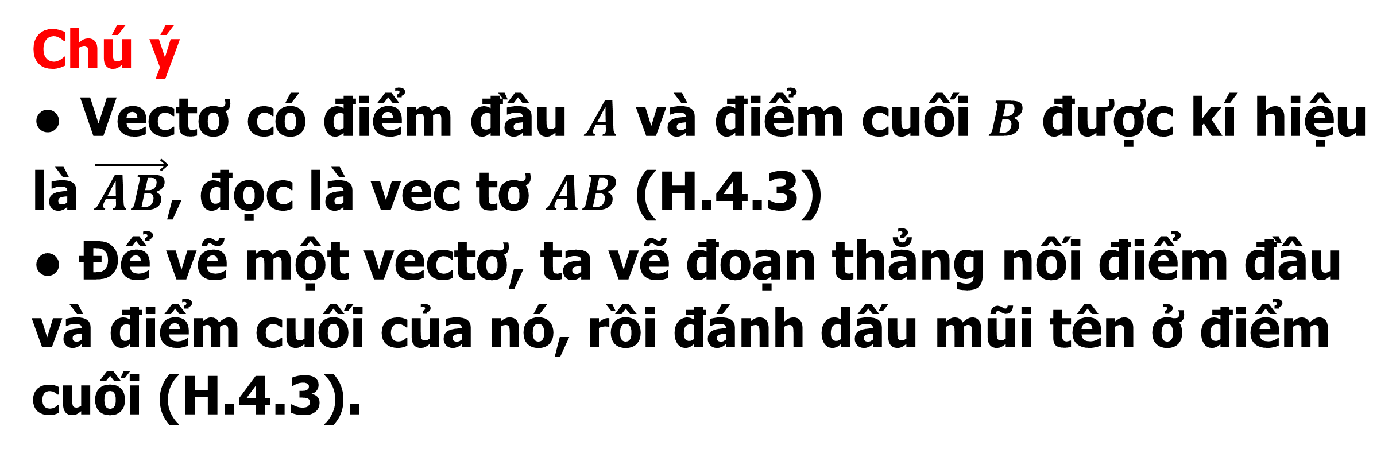 Chú ý
● Vectơ có điểm đầu A và điểm cuối B được kí hiệu
là $\overrightarrow{AB}$, đọc là vec tơ AB (H.4.3)
● Để vẽ một vectơ, ta vẽ đoạn thẳng nối điểm đầu
và điểm cuối của nó, rồi đánh dấu mũi tên ở điểm
cuối (H.4.3).